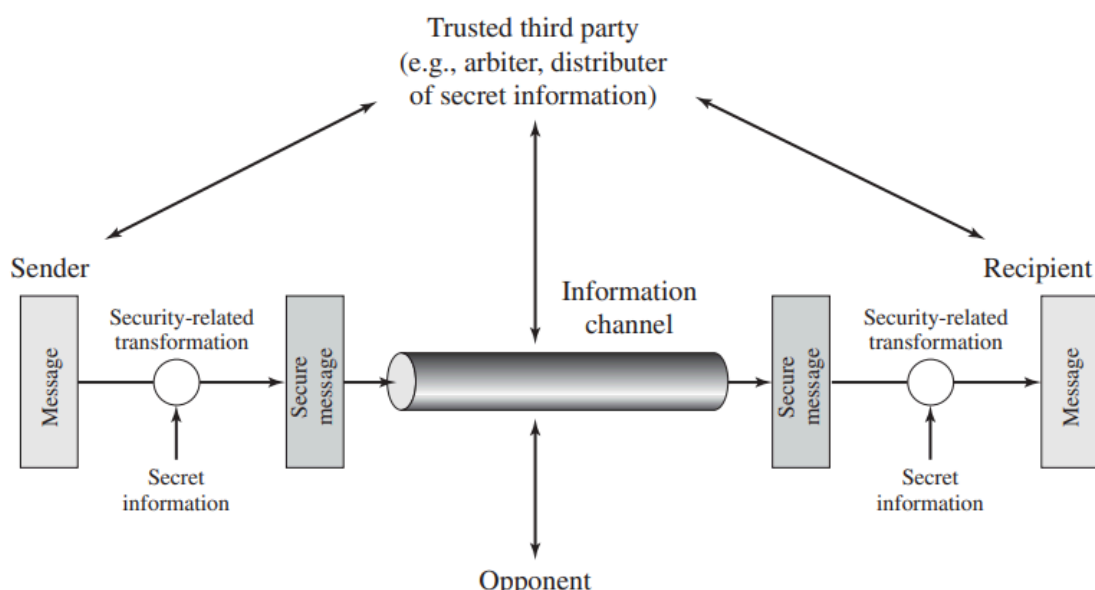 Trusted third party
(e.g., arbiter, distributer
of secret information)
Sender
Recipient
Information
channel
Security-related
transformation
Security-related
transformation
Message
Secure
message
Secure
message
Message
Secret
information
Secret
information
Opponent